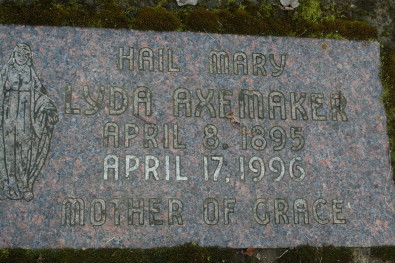 HAIL MARY
LYDA AXEMAKER
APRIL 8, 1895
APRIL 17, 1996
MOTHER OF GRACE